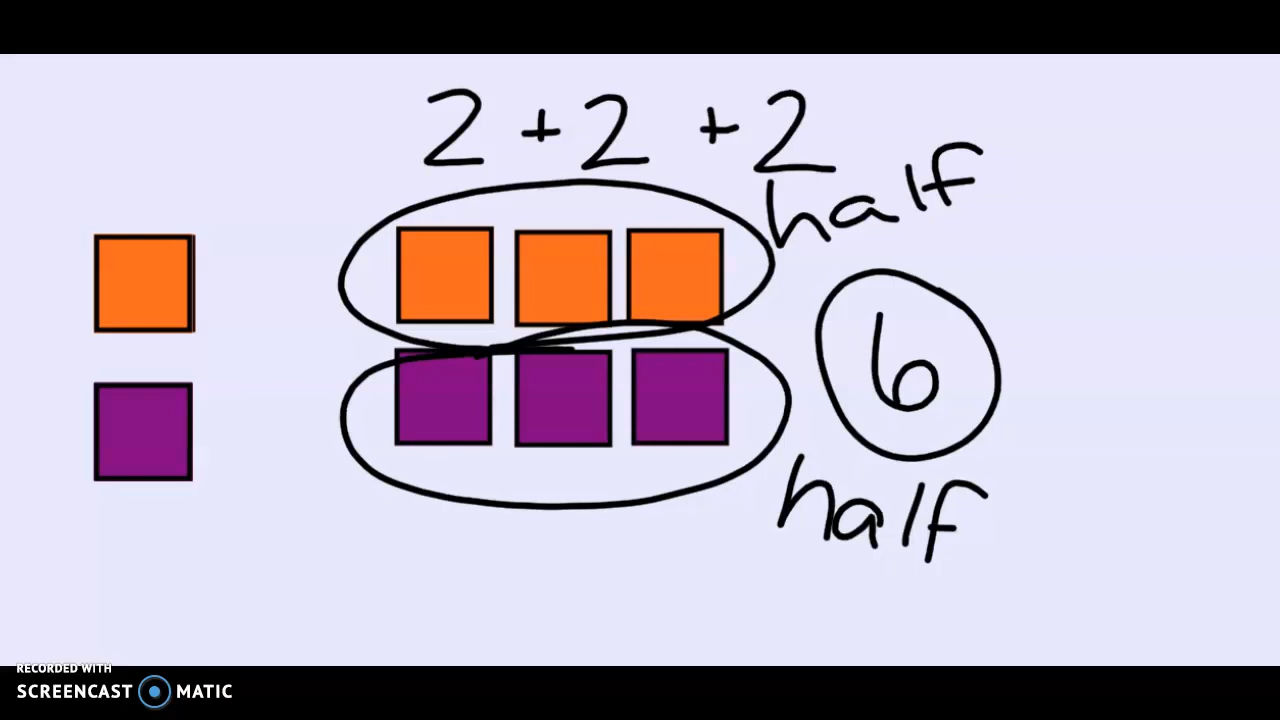 2 + 2 + 2
half
6
half
RECORDED WITH
SCREENCAST MATIC